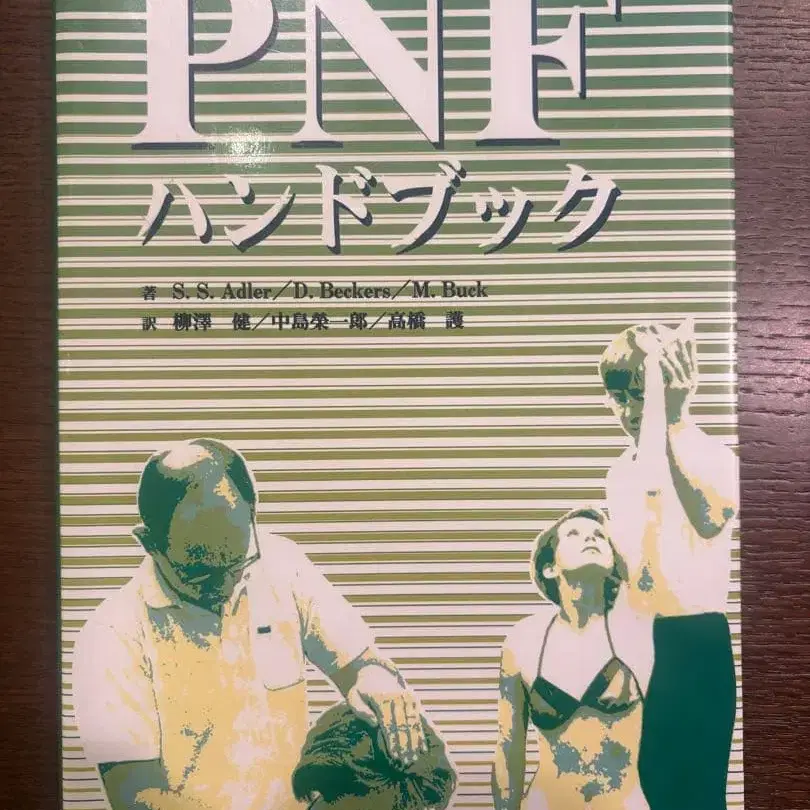 PNF
ハンドブック
著 S. S. Adler／D. Beckers／M. Buck
訳 柳澤 健／中島榮一郎／高橋 護